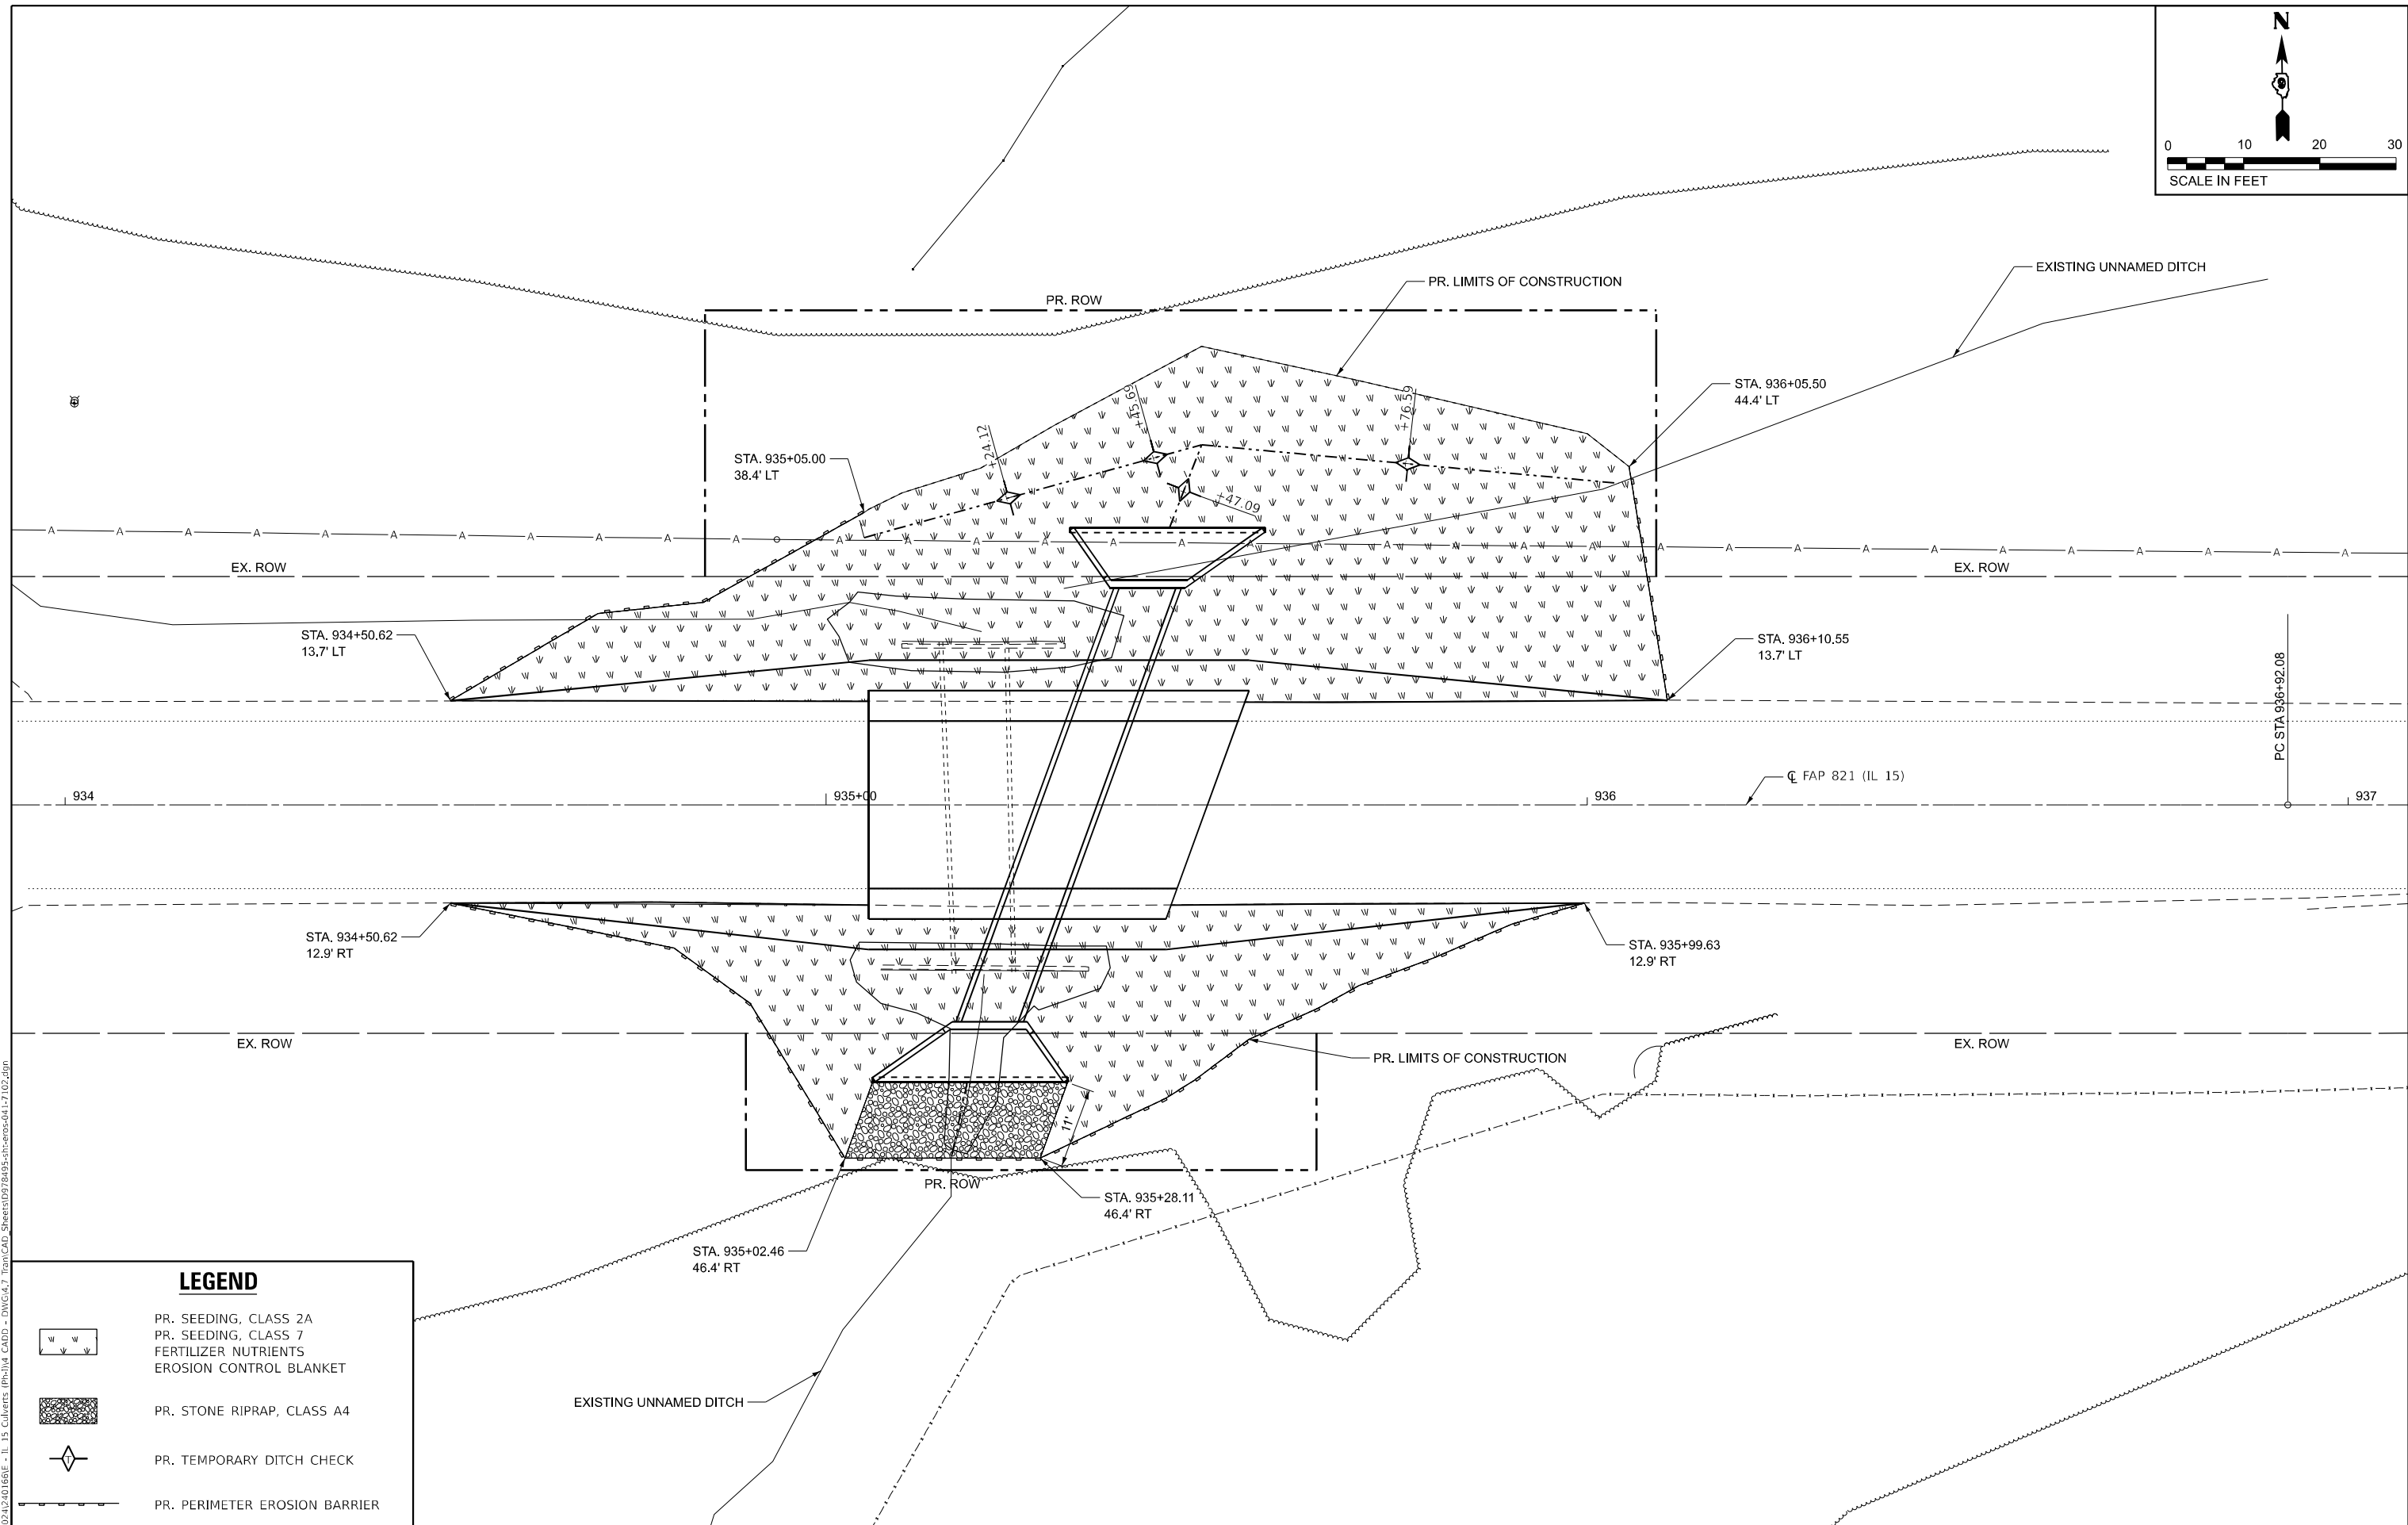 N
0 10 20 30
SCALE IN FEET
EXISTING UNNAMED DITCH
PR. LIMITS OF CONSTRUCTION
PR. ROW
STA. 936+05.50
44.4' LT
+76.59
+45.69
+24.12
+47.09
STA. 935+05.00
38.4' LT
A A A A A A A A A A A A A A A A A A A A A A A A A A A A A A A A A A A
EX. ROW
EX. ROW
STA. 934+50.62
13.7' LT
STA. 936+10.55
13.7' LT
PC STA 936+92.08
℄ FAP 821 (IL 15)
934
935+00
936
937
STA. 934+50.62
12.9' RT
STA. 935+99.63
12.9' RT
EX. ROW
EX. ROW
PR. LIMITS OF CONSTRUCTION
11'
PR. ROW
STA. 935+28.11
46.4' RT
STA. 935+02.46
46.4' RT
EXISTING UNNAMED DITCH
LEGEND
PR. SEEDING, CLASS 2A
PR. SEEDING, CLASS 7
FERTILIZER NUTRIENTS
EROSION CONTROL BLANKET
PR. STONE RIPRAP, CLASS A4
T
PR. TEMPORARY DITCH CHECK
PR. PERIMETER EROSION BARRIER